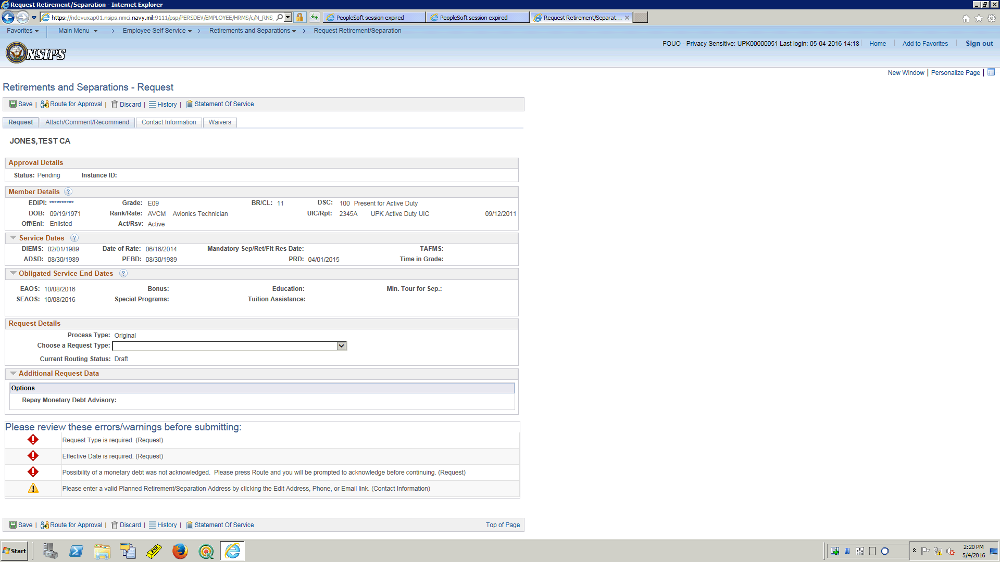 Request Retirement/Separation - Internet Explorer
https://ndevuxap01.nsips.nmci.navy.mil:9111/psp/PERSDEV/EMPLOYEE/HRMS/c/N_RNS_
PeopleSoft session expired
PeopleSoft session expired
Request Retirement/Separat...
Favorites
Main Menu > Employee Self Service > Retirements and Separations > Request Retirement/Separation
NSIPS
FOUO - Privacy Sensitive: UPK00000051 Last login: 05-04-2016 14:18
Home
Add to Favorites
Sign out
New Window | Personalize Page |
Retirements and Separations - Request
Save | Route for Approval | Discard | History | Statement Of Service
Request Attach/Comment/Recommend Contact Information Waivers
JONES,TEST CA
Approval Details
Status: Pending Instance ID:
Member Details ?
EDIPI: ********** Grade: E09 BR/CL: 11 DSC: 100 Present for Active Duty
DOB: 09/19/1971 Rank/Rate: AVCM Avionics Technician UIC/Rpt: 2345A UPK Active Duty UIC 09/12/2011
Off/Enl: Enlisted Act/Rsv: Active
Service Dates ?
DIEMS: 02/01/1989 Date of Rate: 06/16/2014 Mandatory Sep/Ret/Flt Res Date: TAFMS:
ADSD: 08/30/1989 PEBD: 08/30/1989 PRD: 04/01/2015 Time in Grade:
Obligated Service End Dates ?
EAOS: 10/08/2016 Bonus: Education: Min. Tour for Sep.:
SEAOS: 10/08/2016 Special Programs: Tuition Assistance:
Request Details
Process Type: Original
Choose a Request Type:
Current Routing Status: Draft
Additional Request Data
Options
Repay Monetary Debt Advisory:
Please review these errors/warnings before submitting:
Request Type is required. (Request)
Effective Date is required. (Request)
Possibility of a monetary debt was not acknowledged. Please press Route and you will be prompted to acknowledge before continuing. (Request)
Please enter a valid Planned Retirement/Separation Address by clicking the Edit Address, Phone, or Email link. (Contact Information)
Save | Route for Approval | Discard | History | Statement Of Service Top of Page
Start
2:20 PM
5/4/2016